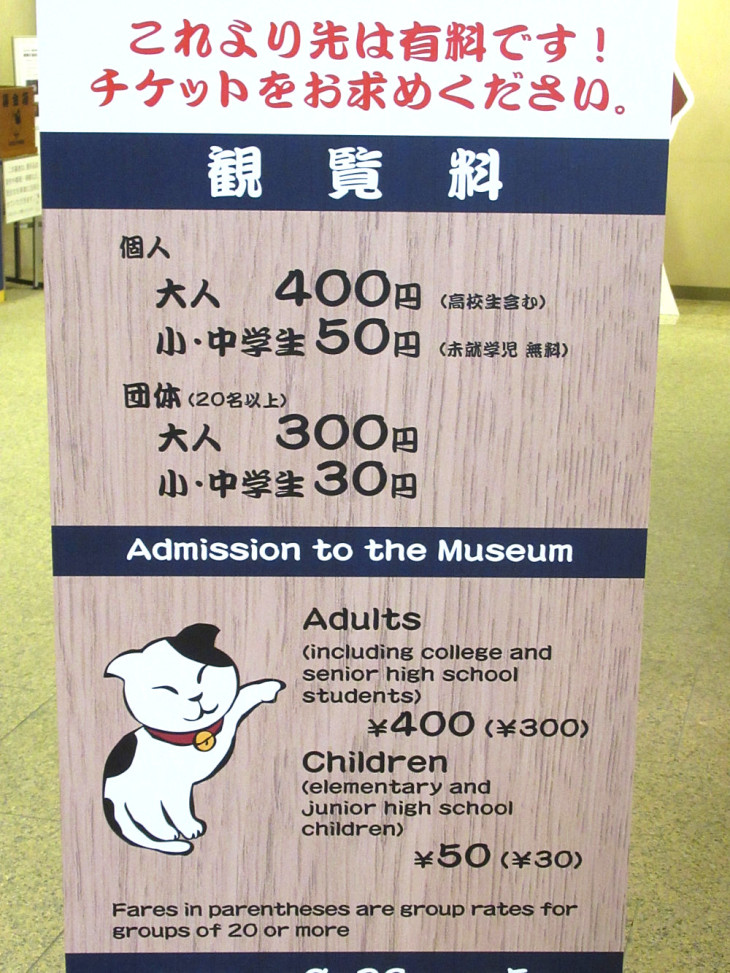 これより先は有料です！
チケットをお求めください。
観覧料
個人
大人 400円 (高校生含む)
小・中学生 50円 (未就学児 無料)
団体 (20名以上)
大人 300円
小・中学生 30円
Admission to the Museum
Adults
(including college and
senior high school
students)
¥400 (¥300)
Children
(elementary and
junior high school
children)
¥50 (¥30)
Fares in parentheses are group rates for
groups of 20 or more